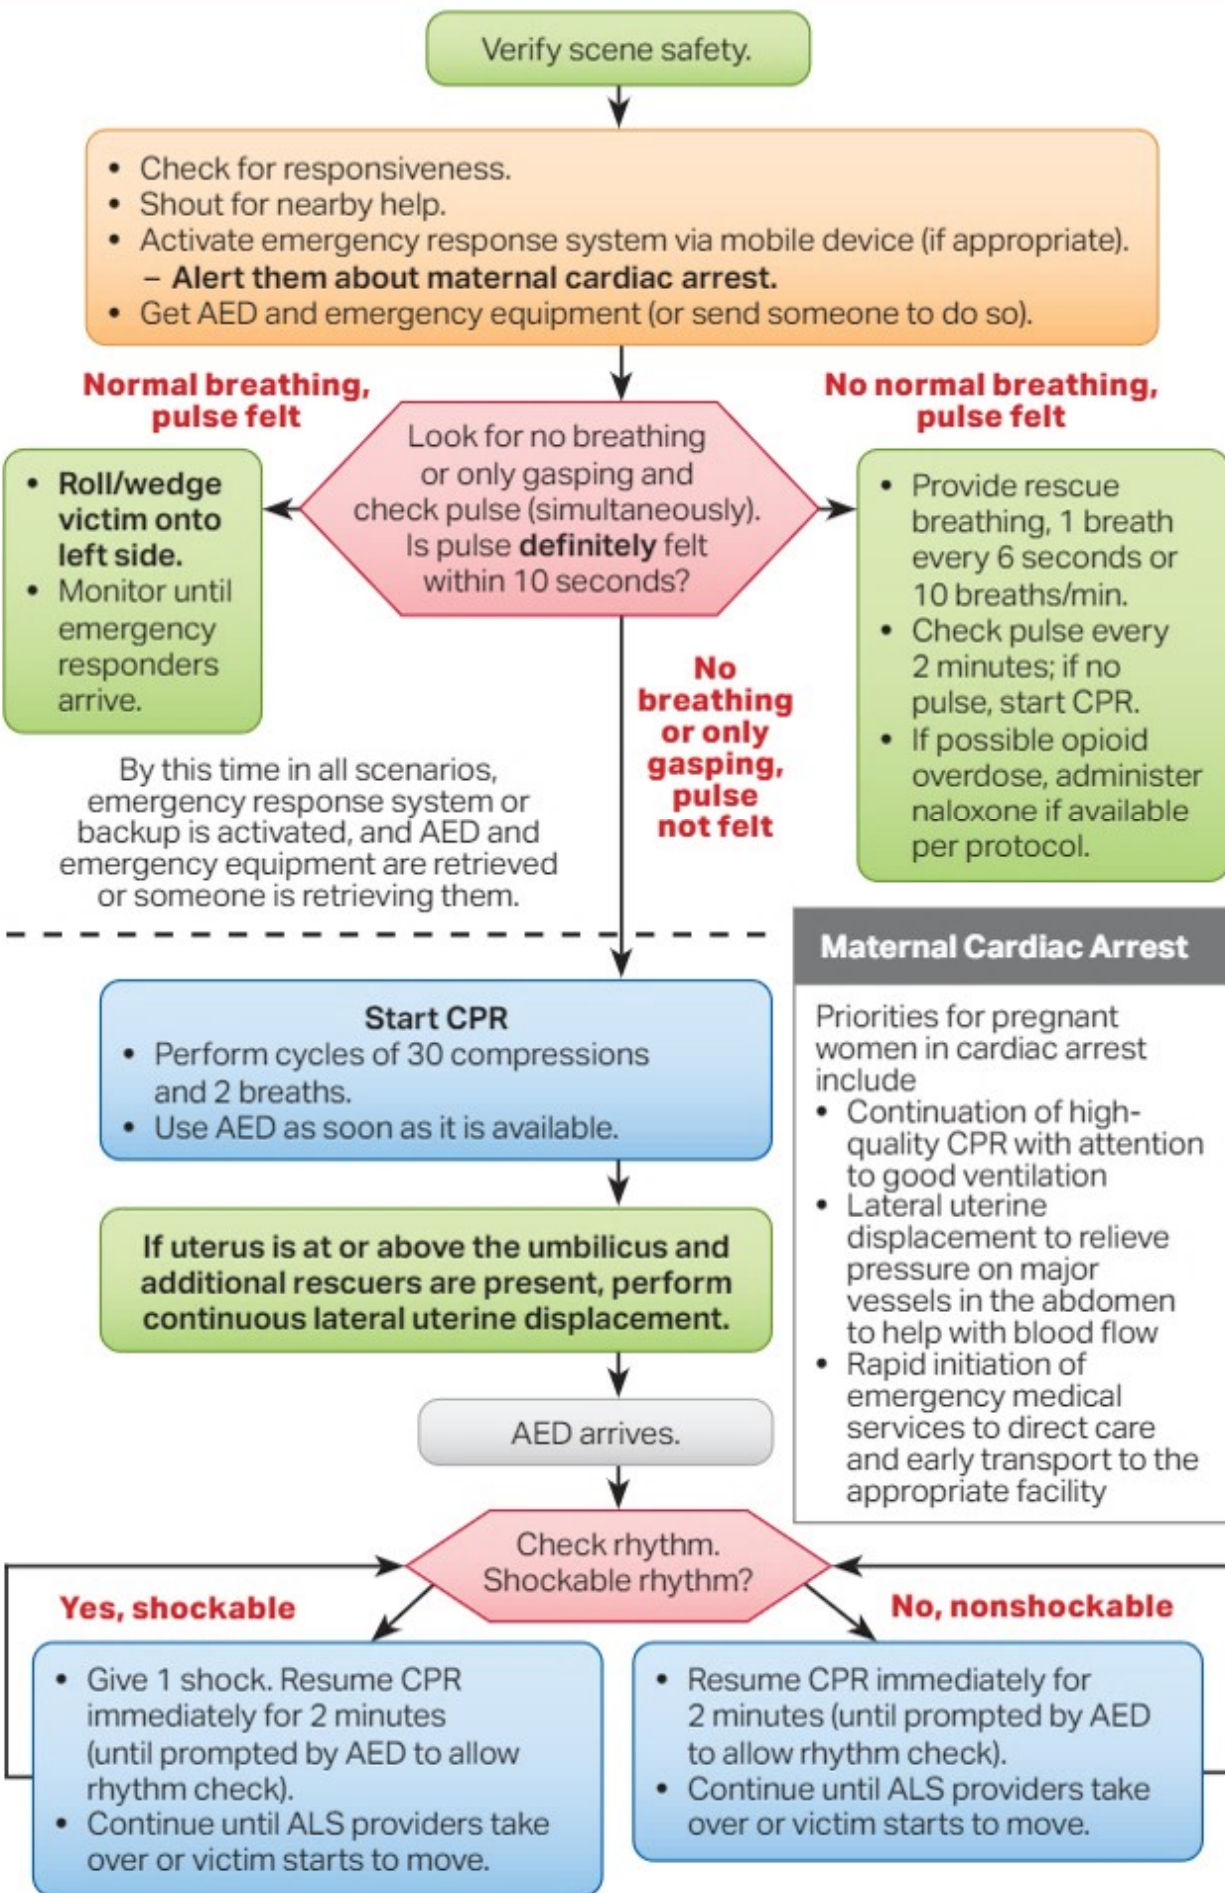 Verify scene safety.
• Check for responsiveness.
• Shout for nearby help.
• Activate emergency response system via mobile device (if appropriate).
– Alert them about maternal cardiac arrest.
• Get AED and emergency equipment (or send someone to do so).
Normal breathing,
pulse felt
No normal breathing,
pulse felt
Look for no breathing
or only gasping and
check pulse (simultaneously).
Is pulse definitely felt
within 10 seconds?
• Roll/wedge
victim onto
left side.
• Monitor until
emergency
responders
arrive.
• Provide rescue
breathing, 1 breath
every 6 seconds or
10 breaths/min.
• Check pulse every
2 minutes; if no
pulse, start CPR.
• If possible opioid
overdose, administer
naloxone if available
per protocol.
No
breathing
or only
gasping,
pulse
not felt
By this time in all scenarios,
emergency response system or
backup is activated, and AED and
emergency equipment are retrieved
or someone is retrieving them.
Start CPR
• Perform cycles of 30 compressions
and 2 breaths.
• Use AED as soon as it is available.
If uterus is at or above the umbilicus and
additional rescuers are present, perform
continuous lateral uterine displacement.
AED arrives.
Maternal Cardiac Arrest
Priorities for pregnant
women in cardiac arrest
include
• Continuation of high-
quality CPR with attention
to good ventilation
• Lateral uterine
displacement to relieve
pressure on major
vessels in the abdomen
to help with blood flow
• Rapid initiation of
emergency medical
services to direct care
and early transport to the
appropriate facility
Check rhythm.
Shockable rhythm?
Yes, shockable
No, nonshockable
• Give 1 shock. Resume CPR
immediately for 2 minutes
(until prompted by AED to allow
rhythm check).
• Continue until ALS providers take
over or victim starts to move.
• Resume CPR immediately for
2 minutes (until prompted by AED
to allow rhythm check).
• Continue until ALS providers take
over or victim starts to move.